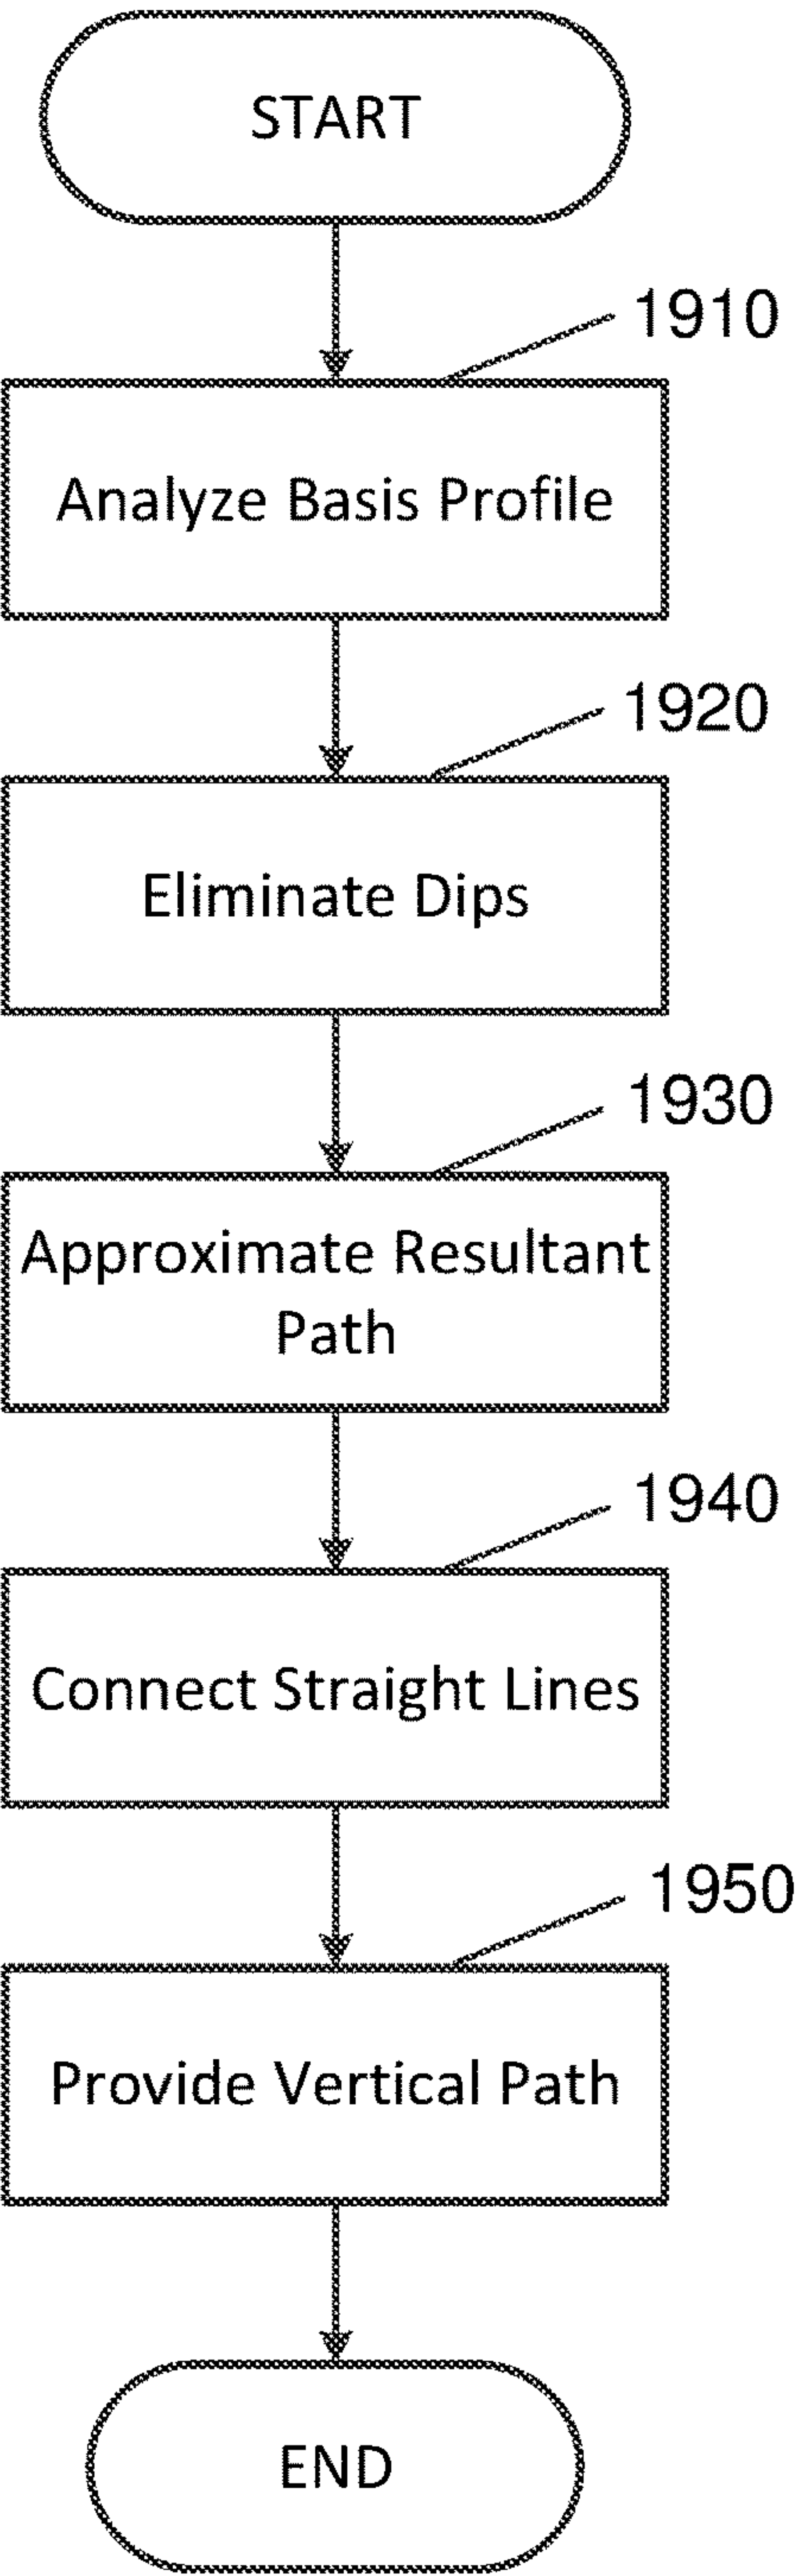 START
1910
Analyze Basis Profile
1920
Eliminate Dips
1930
Approximate Resultant
Path
1940
Connect Straight Lines
1950
Provide Vertical Path
END